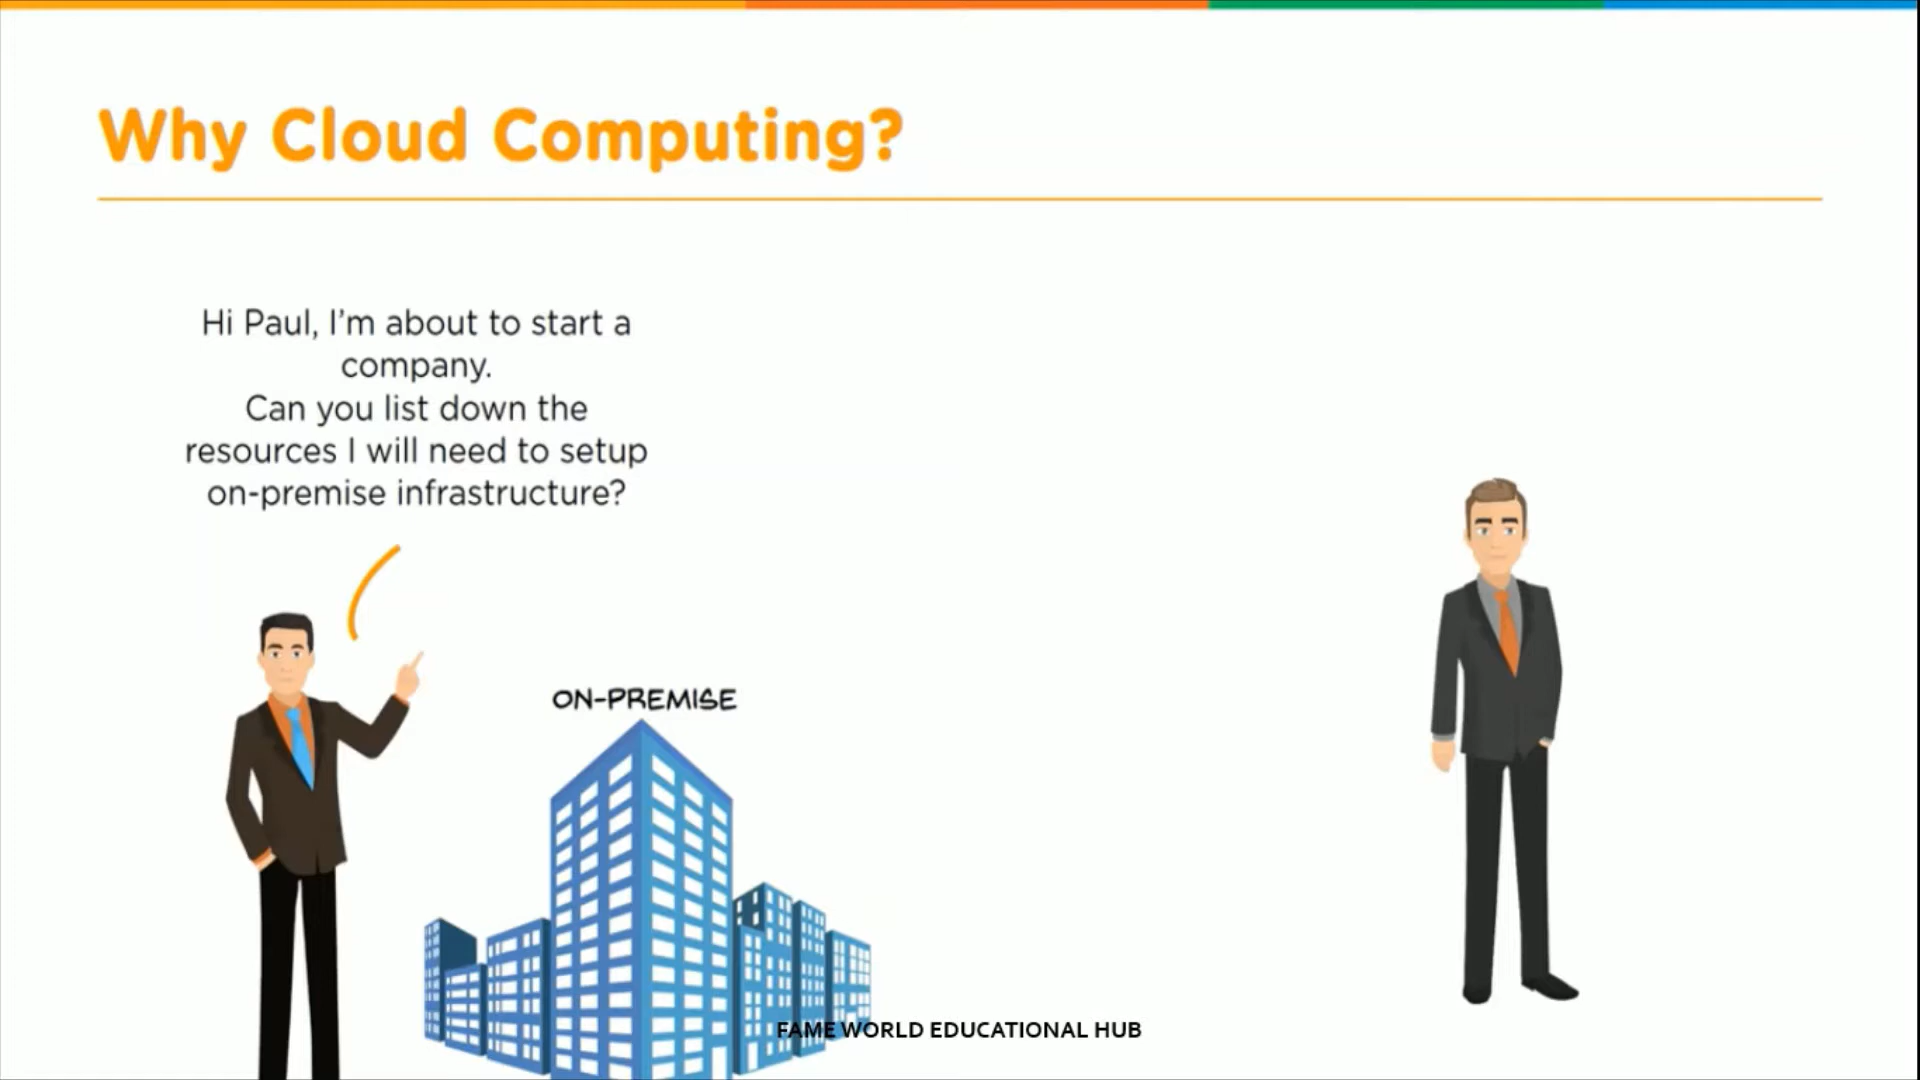 Why Cloud Computing?
Hi Paul, I'm about to start a
company.
Can you list down the
resources I will need to setup
on-premise infrastructure?
ON-PREMISE
FAME WORLD EDUCATIONAL HUB